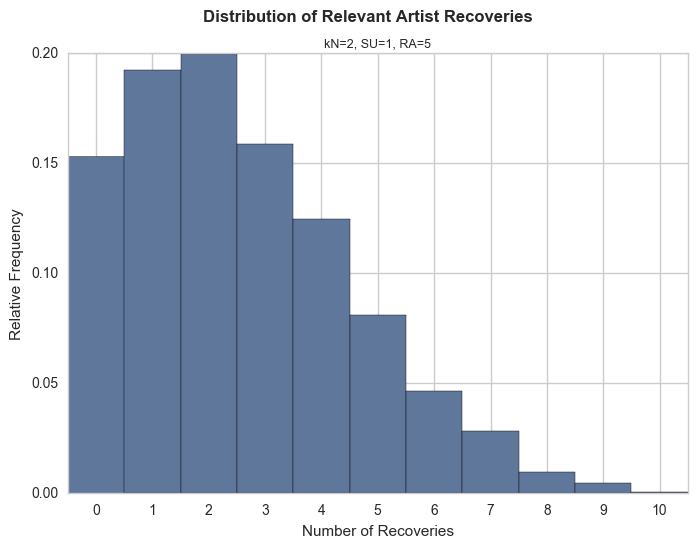 Distribution of Relevant Artist Recoveries
kN=2, SU=1, RA=5
0.20
0.15
0.10
0.05
0.00
Relative Frequency
0 1 2 3 4 5 6 7 8 9 10
Number of Recoveries